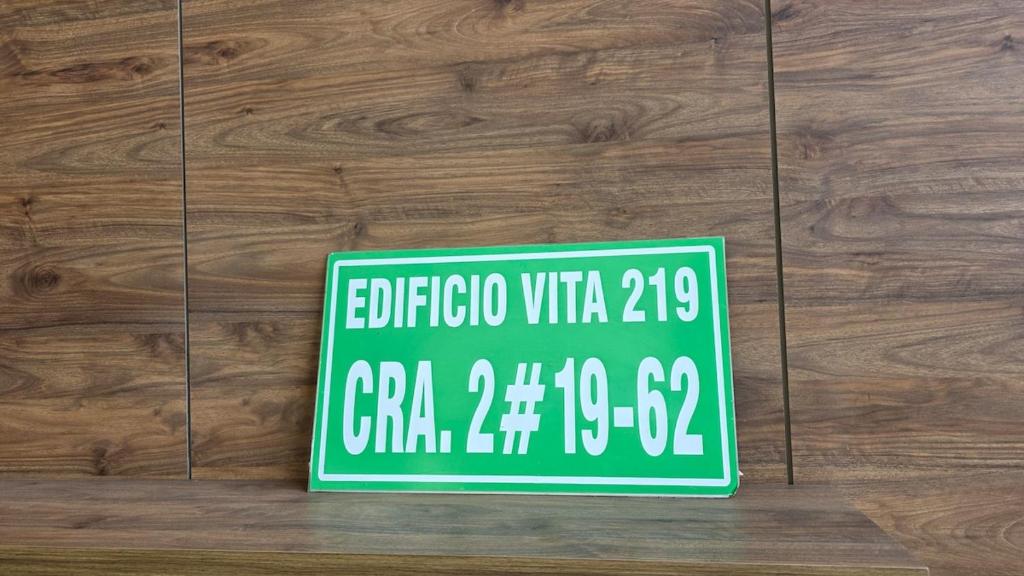 EDIFICIO VITA 219
CRA. 2# 19-62